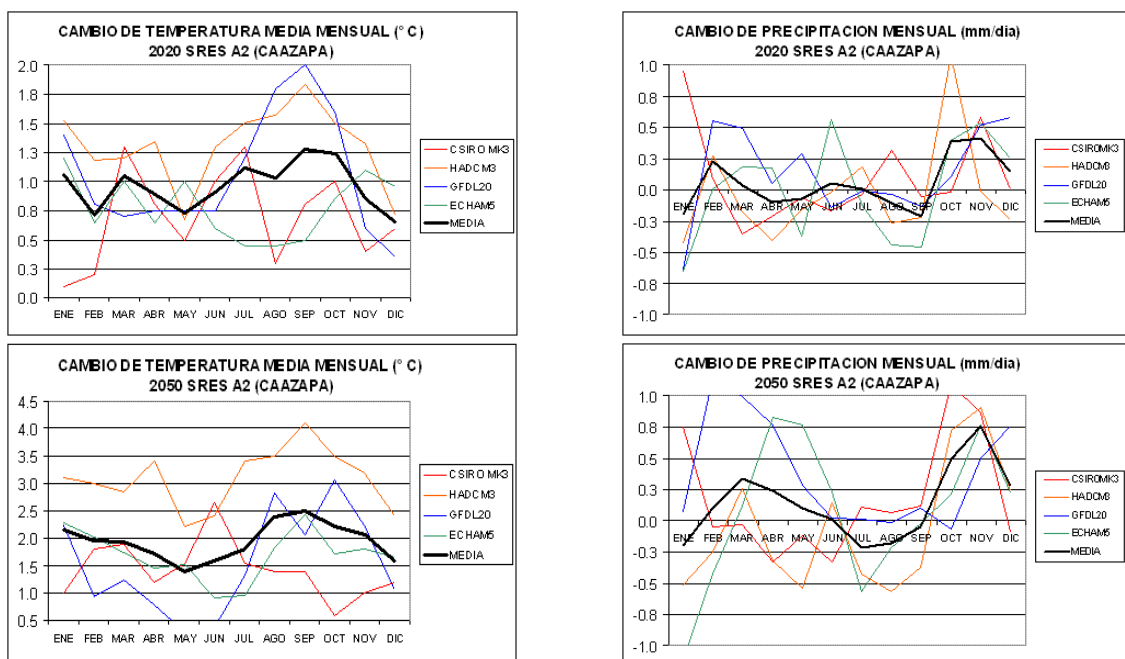 CAMBIO DE TEMPERATURA MEDIA MENSUAL (°C)
2020 SRES A2 (CAAZAPA)
2.0
1.8
1.5
1.3
1.0
0.8
0.5
0.3
0.0
ENE FEB MAR ABR MAY JUN JUL AGO SEP OCT NOV DIC
CSIRO MK3
HADCM3
GFDL20
ECHAM5
MEDIA
CAMBIO DE PRECIPITACION MENSUAL (mm/dia)
2020 SRES A2 (CAAZAPA)
1.0
0.8
0.5
0.3
0.0
-0.3
-0.5
-0.8
-1.0
ENE FEB MAR ABR MAY JUN JUL AGO SEP OCT NOV DIC
CSIROMK3
HADCM3
GFDL20
ECHAM5
MEDIA
CAMBIO DE TEMPERATURA MEDIA MENSUAL (°C)
2050 SRES A2 (CAAZAPA)
4.5
4.0
3.5
3.0
2.5
2.0
1.5
1.0
0.5
ENE FEB MAR ABR MAY JUN JUL AGO SEP OCT NOV DIC
CSIRO MK3
HADCM3
GFDL20
ECHAM5
MEDIA
CAMBIO DE PRECIPITACION MENSUAL (mm/dia)
2050 SRES A2 (CAAZAPA)
1.0
0.8
0.5
0.3
0.0
-0.3
-0.5
-0.8
-1.0
ENE FEB MAR ABR MAY JUN JUL AGO SEP OCT NOV DIC
CSIROMK3
HADCM3
GFDL20
ECHAM5
MEDIA